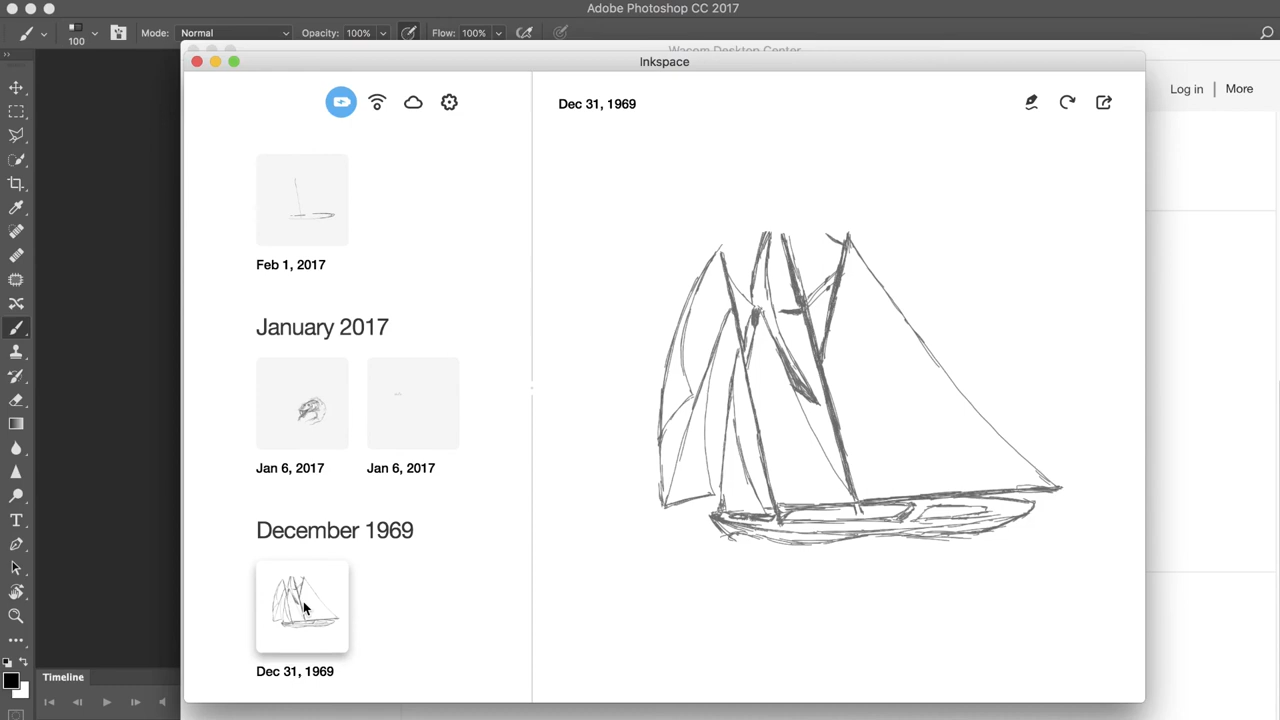 Adobe Photoshop CC 2017
100
Mode: Normal
Opacity: 100%
Flow: 100%
Wacom Desktop Center
Inkspace
Log in | More
Dec 31, 1969
Feb 1, 2017
January 2017
Jan 6, 2017
Jan 6, 2017
December 1969
Dec 31, 1969
Timeline